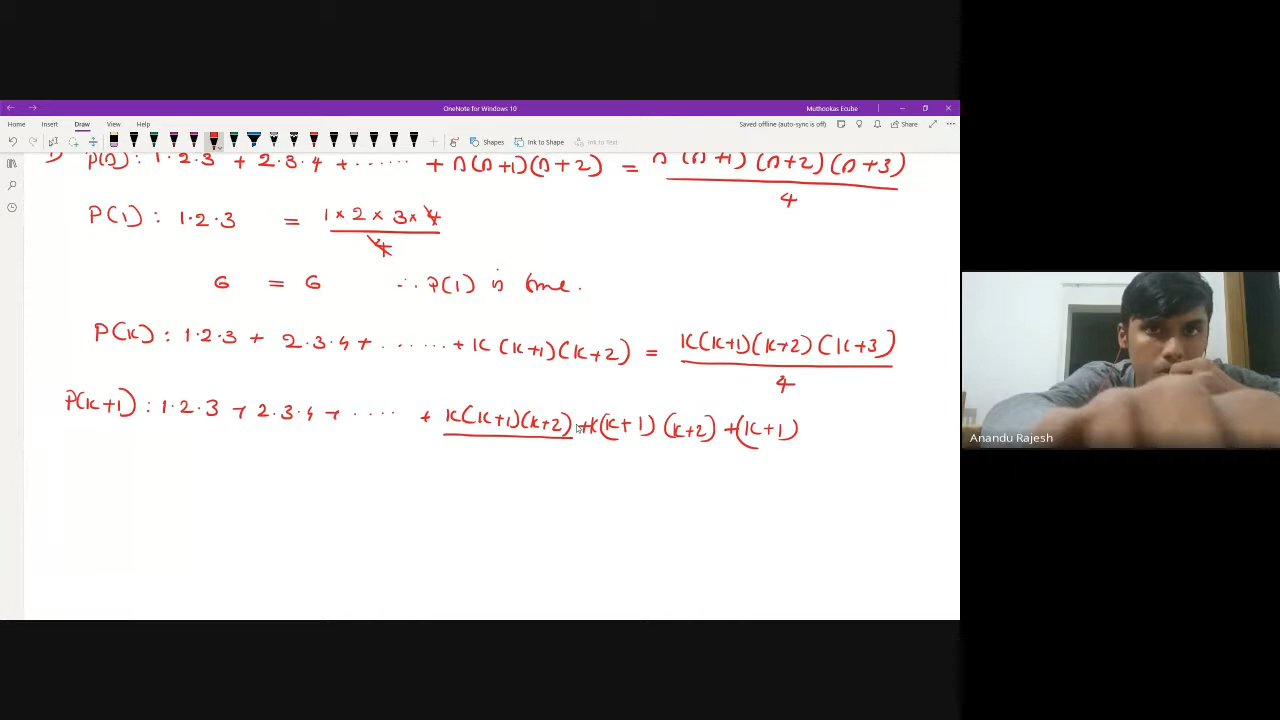 OneNote for Windows 10
Muthookas Ecube
Home Insert Draw View Help
Saved offline (auto-sync is off)
Share
Shapes
Ink to Shape
Ink to Text
1) P(n) : 1·2·3 + 2·3·4 + ...... + n(n+1)(n+2) = n(n+1)(n+2)(n+3)
4
P(1) : 1·2·3 = 1×2×3×4
4
6 = 6 ∴ P(1) is true.
P(k) : 1·2·3 + 2·3·4 + ...... + k(k+1)(k+2) = k(k+1)(k+2)(k+3)
4
P(k+1) : 1·2·3 + 2·3·4 + .... + k(k+1)(k+2) + k(k+1)(k+2) + (k+1)
Anandu Rajesh